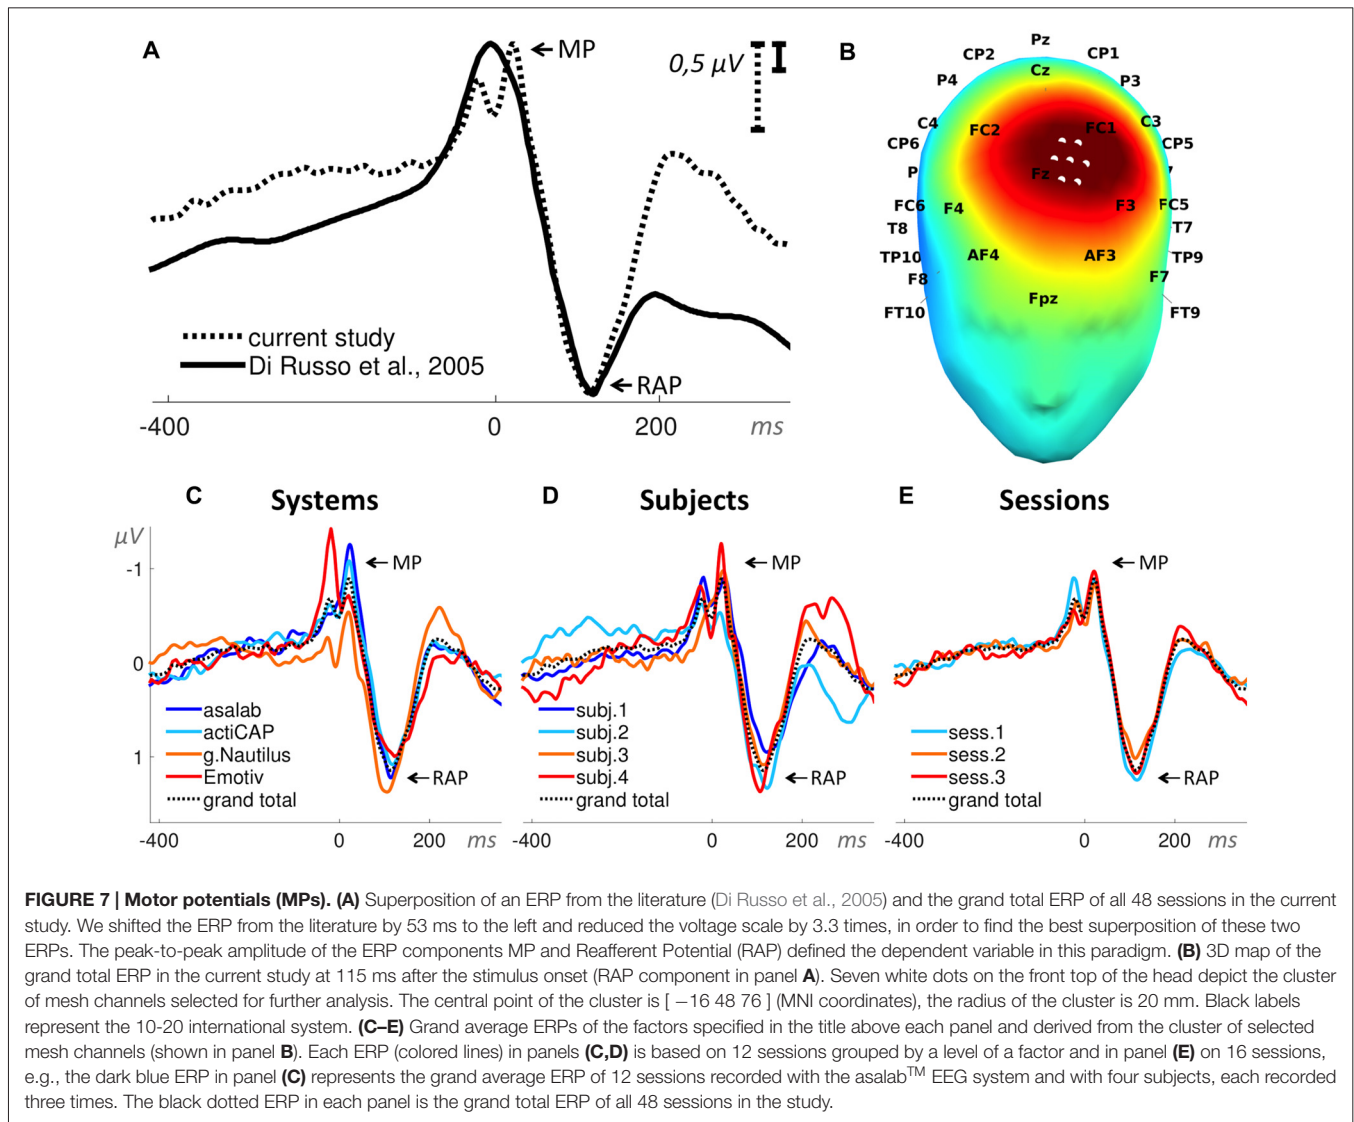 A
MP
0,5 µV
current study
Di Russo et al., 2005
RAP
-400
0
200
ms
B
Pz
CP2
CP1
Cz
P4
P3
C4
C3
FC2
FC1
CP6
CP5
P
Fz
7
FC6
F4
F3
FC5
T8
T7
TP10
AF4
AF3
TP9
F8
F7
Fpz
FT10
FT9
C
Systems
µV
-1
0
1
MP
asalab
actiCAP
g.Nautilus
Emotiv
grand total
RAP
-400
0
200
ms
D
Subjects
MP
subj.1
subj.2
subj.3
subj.4
grand total
RAP
-400
0
200
ms
E
Sessions
MP
sess.1
sess.2
sess.3
grand total
RAP
-400
0
200
ms
FIGURE 7 | Motor potentials (MPs). (A) Superposition of an ERP from the literature (Di Russo et al., 2005) and the grand total ERP of all 48 sessions in the current
study. We shifted the ERP from the literature by 53 ms to the left and reduced the voltage scale by 3.3 times, in order to find the best superposition of these two
ERPs. The peak-to-peak amplitude of the ERP components MP and Reafferent Potential (RAP) defined the dependent variable in this paradigm. (B) 3D map of the
grand total ERP in the current study at 115 ms after the stimulus onset (RAP component in panel A). Seven white dots on the front top of the head depict the cluster
of mesh channels selected for further analysis. The central point of the cluster is [ −16 48 76 ] (MNI coordinates), the radius of the cluster is 20 mm. Black labels
represent the 10-20 international system. (C–E) Grand average ERPs of the factors specified in the title above each panel and derived from the cluster of selected
mesh channels (shown in panel B). Each ERP (colored lines) in panels (C,D) is based on 12 sessions grouped by a level of a factor and in panel (E) on 16 sessions,
e.g., the dark blue ERP in panel (C) represents the grand average ERP of 12 sessions recorded with the asalab™ EEG system and with four subjects, each recorded
three times. The black dotted ERP in each panel is the grand total ERP of all 48 sessions in the study.